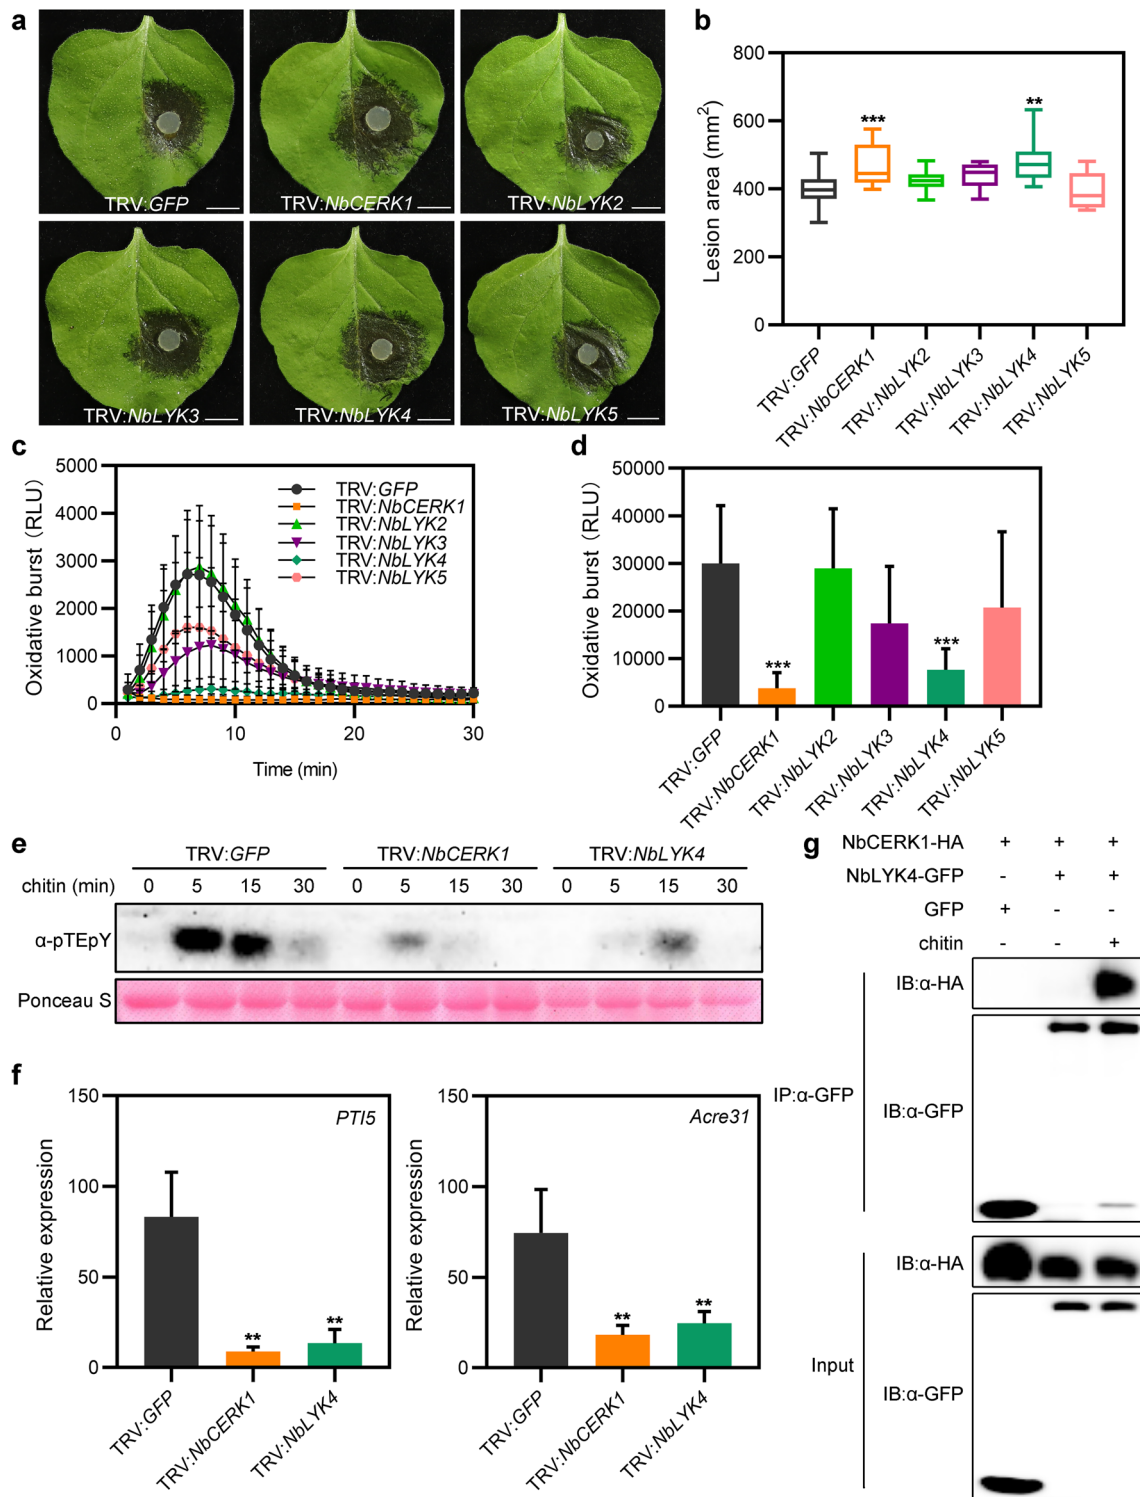 a
TRV:GFP
TRV:NbCERK1
TRV:NbLYK2
TRV:NbLYK3
TRV:NbLYK4
TRV:NbLYK5
b
Lesion area (mm²)
800
600
400
200
0
***
**
TRV:GFP
TRV:NbCERK1
TRV:NbLYK2
TRV:NbLYK3
TRV:NbLYK4
TRV:NbLYK5
c
Oxidative burst (RLU)
5000
4000
3000
2000
1000
0
0 10 20 30
Time (min)
TRV:GFP
TRV:NbCERK1
TRV:NbLYK2
TRV:NbLYK3
TRV:NbLYK4
TRV:NbLYK5
d
Oxidative burst (RLU)
50000
40000
30000
20000
10000
0
***
***
TRV:GFP
TRV:NbCERK1
TRV:NbLYK2
TRV:NbLYK3
TRV:NbLYK4
TRV:NbLYK5
e
TRV:GFP TRV:NbCERK1 TRV:NbLYK4
chitin (min) 0 5 15 30 0 5 15 30 0 5 15 30
α-pTEpY
Ponceau S
f
Relative expression
150
100
50
0
PTI5
**
**
TRV:GFP
TRV:NbCERK1
TRV:NbLYK4
Relative expression
150
100
50
0
Acre31
**
**
TRV:GFP
TRV:NbCERK1
TRV:NbLYK4
g
NbCERK1-HA + + +
NbLYK4-GFP - + +
GFP + - -
chitin - - +
IP:α-GFP
IB:α-HA
IB:α-GFP
Input
IB:α-HA
IB:α-GFP